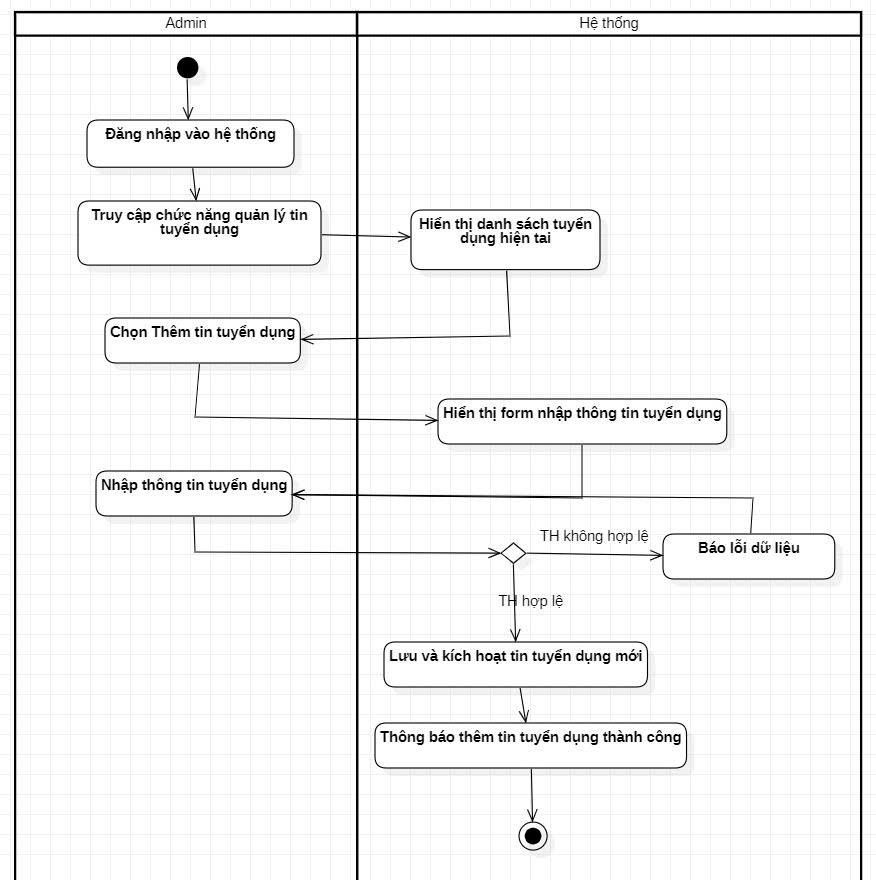 Admin
Hệ thống
Đăng nhập vào hệ thống
Truy cập chức năng quản lý tin
tuyển dụng
Hiển thị danh sách tuyển
dụng hiện tai
Chọn Thêm tin tuyển dụng
Hiển thị form nhập thông tin tuyển dụng
Nhập thông tin tuyển dụng
TH không hợp lệ
Báo lỗi dữ liệu
TH hợp lệ
Lưu và kích hoạt tin tuyển dụng mới
Thông báo thêm tin tuyển dụng thành công